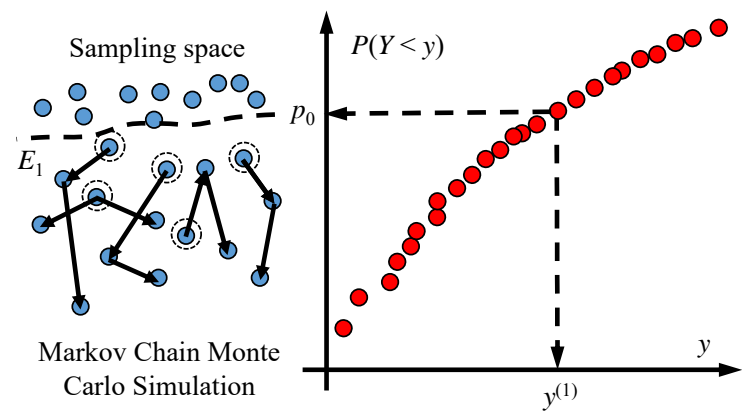 Sampling space
E₁
Markov Chain Monte
Carlo Simulation
P(Y < y)
p₀
y
y⁽¹⁾